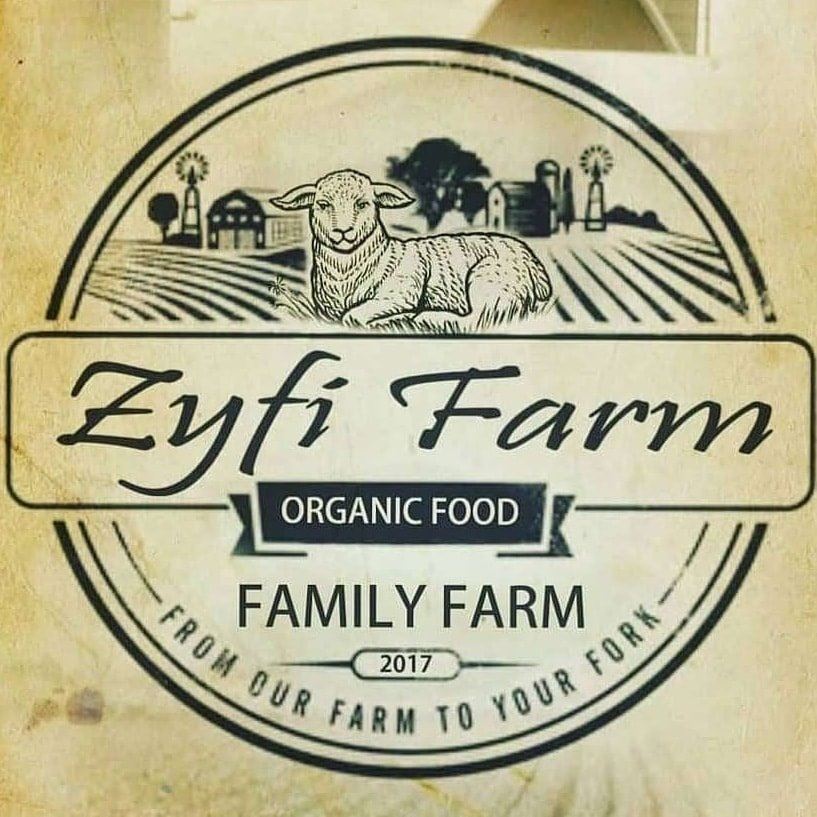 Zyfi Farm
ORGANIC FOOD
FAMILY FARM
2017
FROM OUR FARM TO YOUR FORK